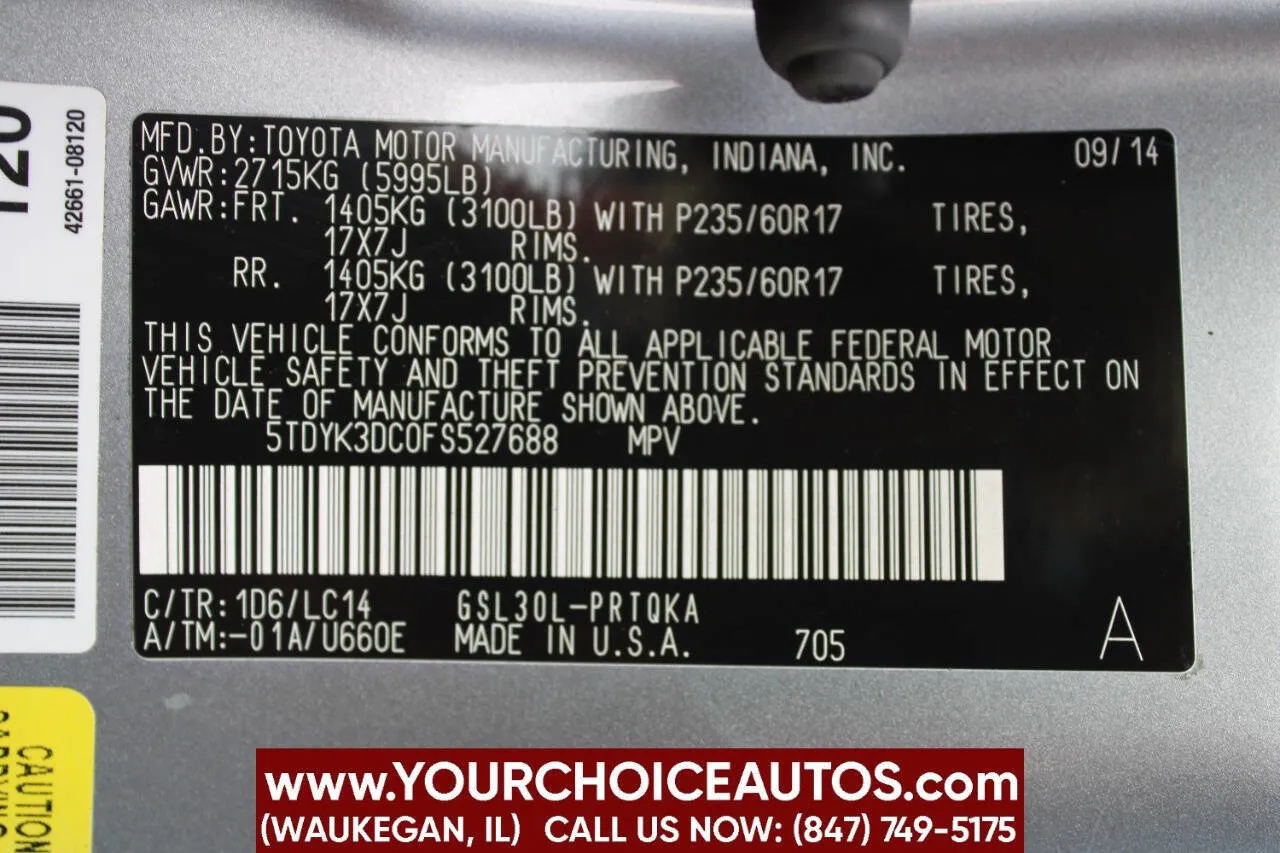 120
42661-08120
MFD.BY:TOYOTA MOTOR MANUFACTURING, INDIANA, INC. 09/14
GVWR:2715KG (5995LB)
GAWR:FRT. 1405KG (3100LB) WITH P235/60R17 TIRES,
17X7J RIMS.
RR. 1405KG (3100LB) WITH P235/60R17 TIRES,
17X7J RIMS.
THIS VEHICLE CONFORMS TO ALL APPLICABLE FEDERAL MOTOR
VEHICLE SAFETY AND THEFT PREVENTION STANDARDS IN EFFECT ON
THE DATE OF MANUFACTURE SHOWN ABOVE.
5TDYK3DC0FS527688 MPV
C/TR:1D6/LC14 GSL30L-PRTQKA
A/TM:-01A/U660E MADE IN U.S.A. 705 A
CAUTION
www.YOURCHOICEAUTOS.com
(WAUKEGAN, IL) CALL US NOW: (847) 749-5175